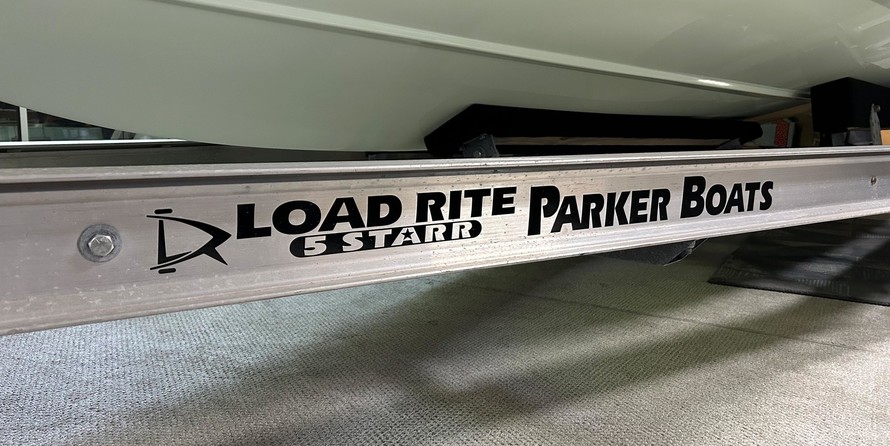 LOAD RITE
5 STARR
PARKER BOATS